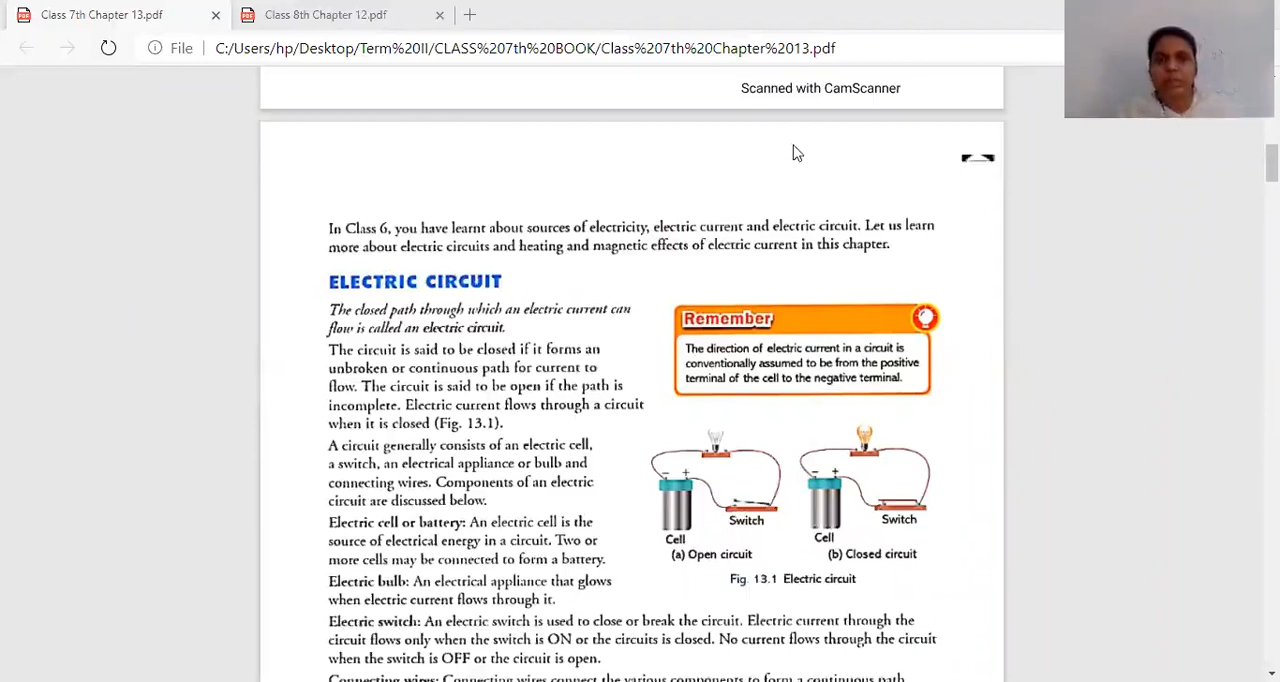 Class 7th Chapter 13.pdf
Class 8th Chapter 12.pdf
File
C:/Users/hp/Desktop/Term%20II/CLASS%207th%20BOOK/Class%207th%20Chapter%2013.pdf
Scanned with CamScanner
In Class 6, you have learnt about sources of electricity, electric current and electric circuit. Let us learn
more about electric circuits and heating and magnetic effects of electric current in this chapter.
ELECTRIC CIRCUIT
The closed path through which an electric current can
flow is called an electric circuit.
The circuit is said to be closed if it forms an
unbroken or continuous path for current to
flow. The circuit is said to be open if the path is
incomplete. Electric current flows through a circuit
when it is closed (Fig. 13.1).
A circuit generally consists of an electric cell,
a switch, an electrical appliance or bulb and
connecting wires. Components of an electric
circuit are discussed below.
Electric cell or battery: An electric cell is the
source of electrical energy in a circuit. Two or
more cells may be connected to form a battery.
Electric bulb: An electrical appliance that glows
when electric current flows through it.
Remember
The direction of electric current in a circuit is
conventionally assumed to be from the positive
terminal of the cell to the negative terminal.
− +
Switch
Cell
(a) Open circuit
− +
Switch
Cell
(b) Closed circuit
Fig. 13.1 Electric circuit
Electric switch: An electric switch is used to close or break the circuit. Electric current through the
circuit flows only when the switch is ON or the circuits is closed. No current flows through the circuit
when the switch is OFF or the circuit is open.
Connecting wires: Connecting wires connect the various components to form a continuous path